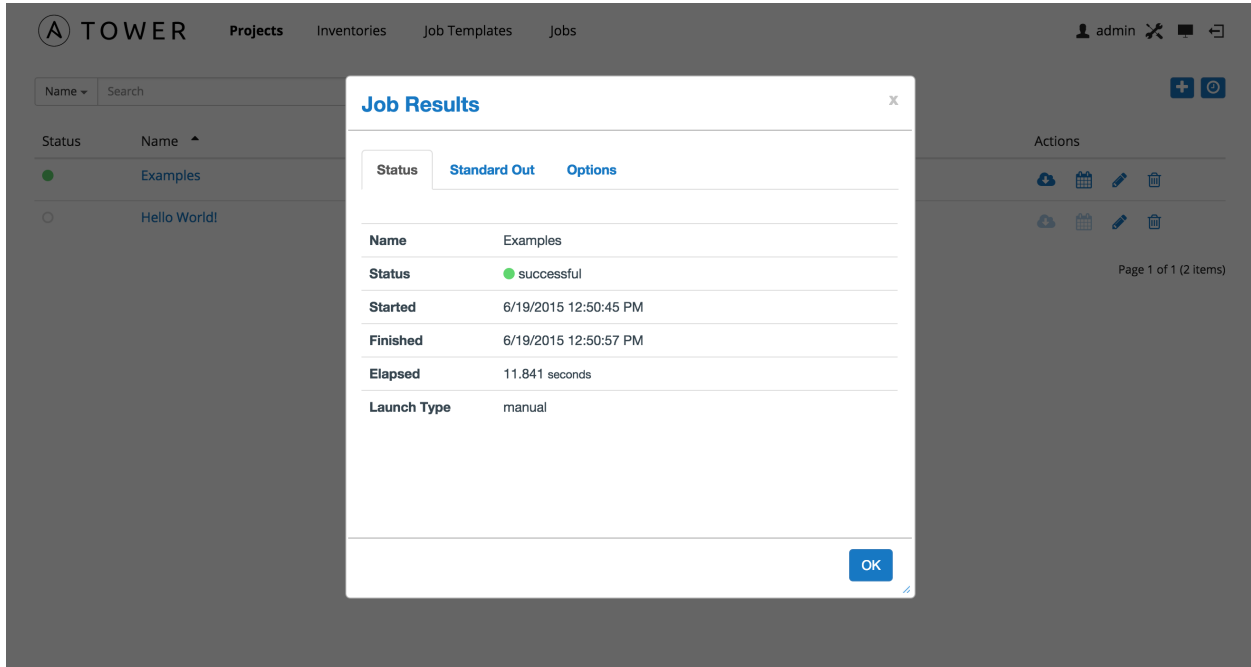 A TOWER Projects Inventories Job Templates Jobs admin
Name Search
Job Results x
Status Name Actions
Status Standard Out Options
Examples
Hello World!
Name Examples
Status successful
Page 1 of 1 (2 items)
Started 6/19/2015 12:50:45 PM
Finished 6/19/2015 12:50:57 PM
Elapsed 11.841 seconds
Launch Type manual
OK